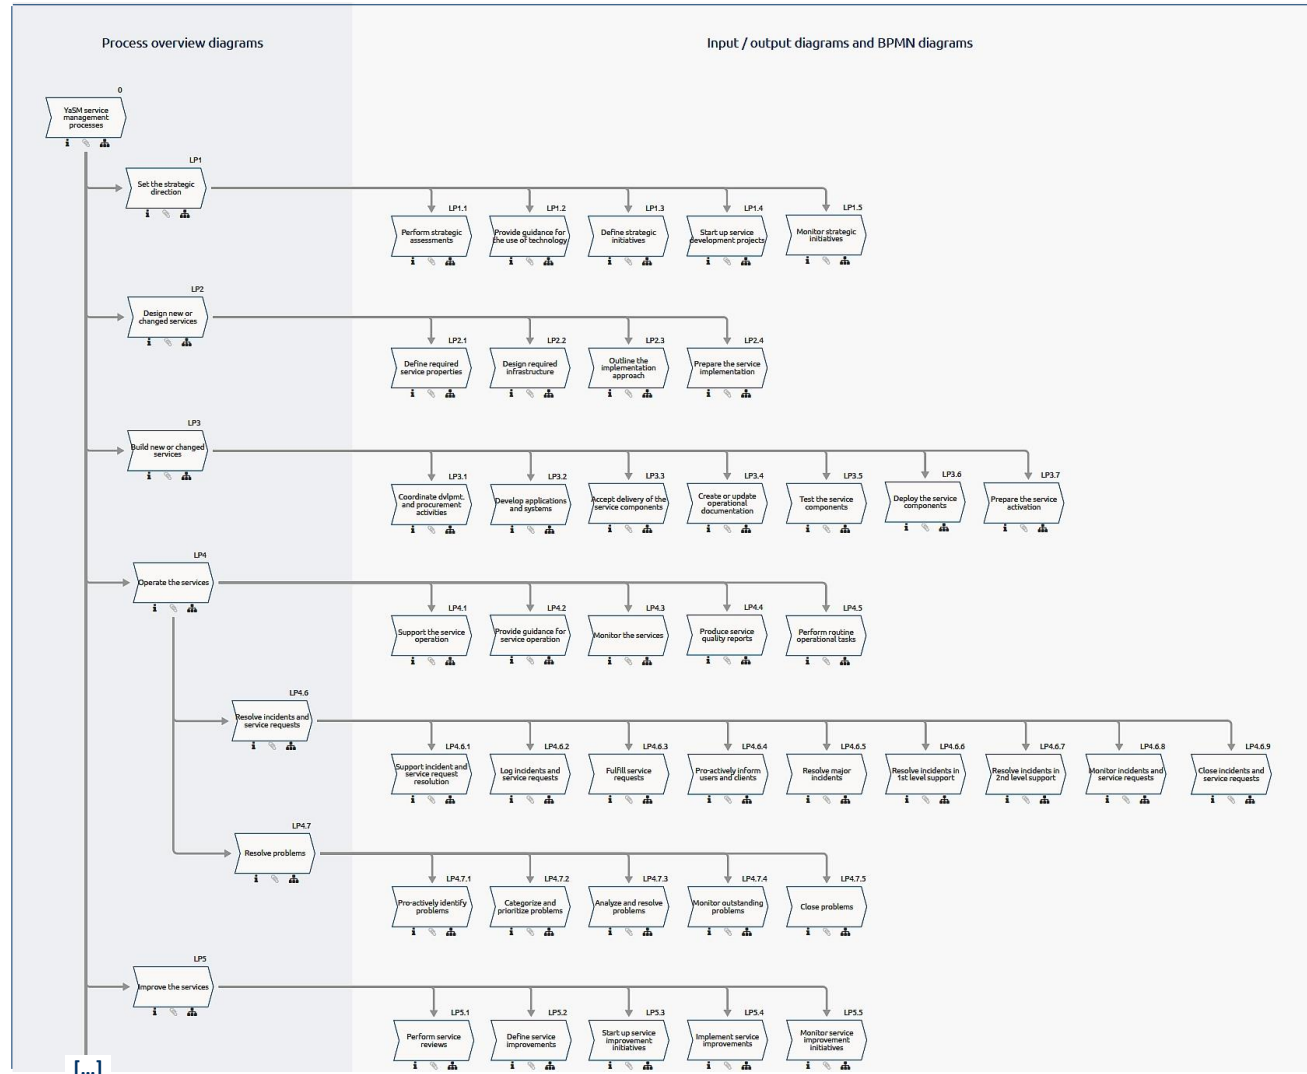 Process overview diagrams
Input / output diagrams and BPMN diagrams
0
YaSM service
management
processes
LP1
Set the strategic
direction
LP1.1
Perform strategic
assessments
LP1.2
Provide guidance for
the use of technology
LP1.3
Define strategic
initiatives
LP1.4
Start up service
development projects
LP1.5
Monitor strategic
initiatives
LP2
Design new or
changed services
LP2.1
Define required
service properties
LP2.2
Design required
infrastructure
LP2.3
Outline the
implementation
approach
LP2.4
Prepare the service
implementation
LP3
Build new or changed
services
LP3.1
Coordinate dvlpmt.
and procurement
activities
LP3.2
Develop applications
and systems
LP3.3
Accept delivery of the
service components
LP3.4
Create or update
operational
documentation
LP3.5
Test the service
components
LP3.6
Deploy the service
components
LP3.7
Prepare the service
activation
LP4
Operate the services
LP4.1
Support the service
operation
LP4.2
Provide guidance for
service operation
LP4.3
Monitor the services
LP4.4
Produce service
quality reports
LP4.5
Perform routine
operational tasks
LP4.6
Resolve incidents and
service requests
LP4.6.1
Support incident and
service request
resolution
LP4.6.2
Log incidents and
service requests
LP4.6.3
Fulfill service
requests
LP4.6.4
Pro-actively inform
users and clients
LP4.6.5
Resolve major
incidents
LP4.6.6
Resolve incidents in
1st level support
LP4.6.7
Resolve incidents in
2nd level support
LP4.6.8
Monitor incidents and
service requests
LP4.6.9
Close incidents and
service requests
LP4.7
Resolve problems
LP4.7.1
Pro-actively identify
problems
LP4.7.2
Categorize and
prioritize problems
LP4.7.3
Analyze and resolve
problems
LP4.7.4
Monitor outstanding
problems
LP4.7.5
Close problems
LP5
Improve the services
LP5.1
Perform service
reviews
LP5.2
Define service
improvements
LP5.3
Start up service
improvement
initiatives
LP5.4
Implement service
improvements
LP5.5
Monitor service
improvement
initiatives
[...]